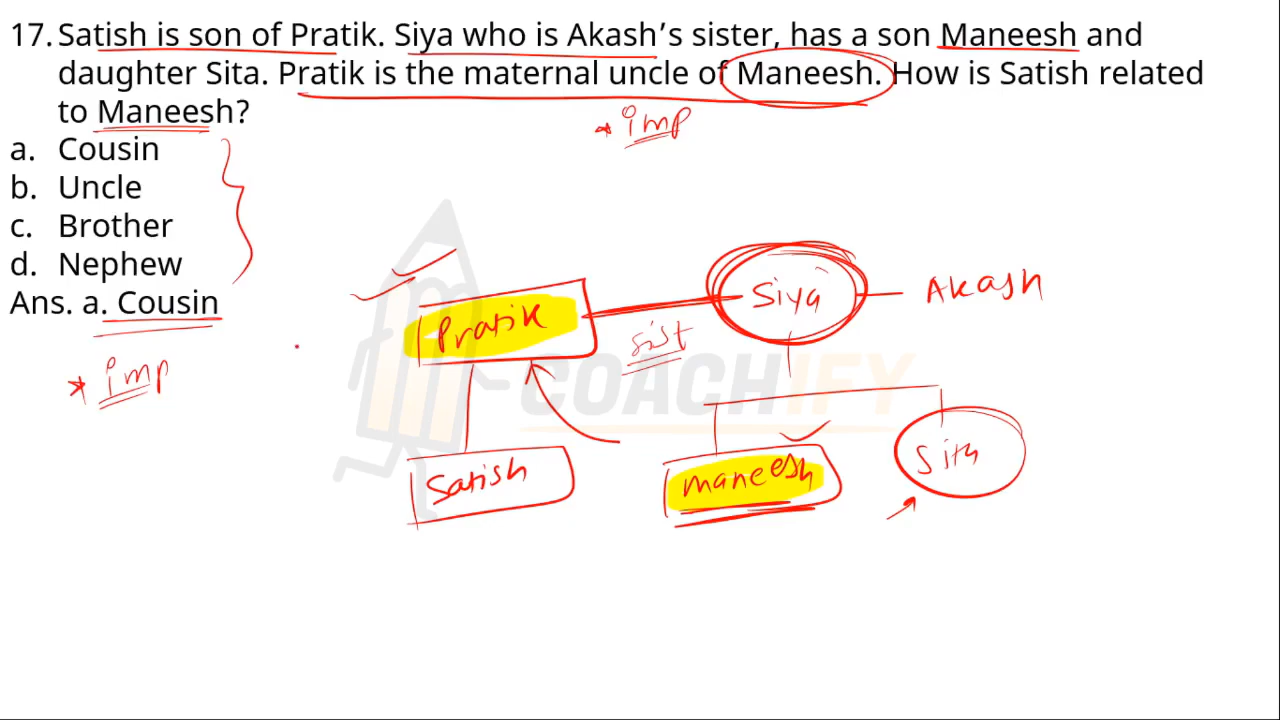 17. Satish is son of Pratik. Siya who is Akash’s sister, has a son Maneesh and
daughter Sita. Pratik is the maternal uncle of Maneesh. How is Satish related
to Maneesh?
* imp
a. Cousin
b. Uncle
c. Brother
d. Nephew
Ans. a. Cousin
* imp
Pratik
sist
Siya
Akash
COACHIFY
Satish
maneesh
Sita